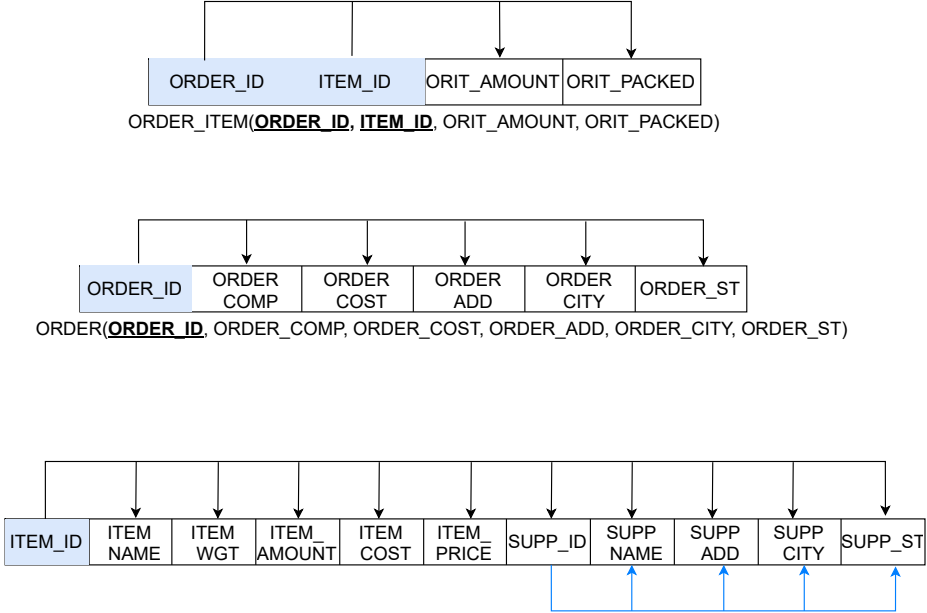 ORDER_ID ITEM_ID ORIT_AMOUNT ORIT_PACKED
ORDER_ITEM(ORDER_ID, ITEM_ID, ORIT_AMOUNT, ORIT_PACKED)
ORDER_ID ORDER COMP ORDER COST ORDER ADD ORDER CITY ORDER_ST
ORDER(ORDER_ID, ORDER_COMP, ORDER_COST, ORDER_ADD, ORDER_CITY, ORDER_ST)
ITEM_ID ITEM NAME ITEM WGT ITEM_ AMOUNT ITEM COST ITEM_ PRICE SUPP_ID SUPP NAME SUPP ADD SUPP CITY SUPP_ST